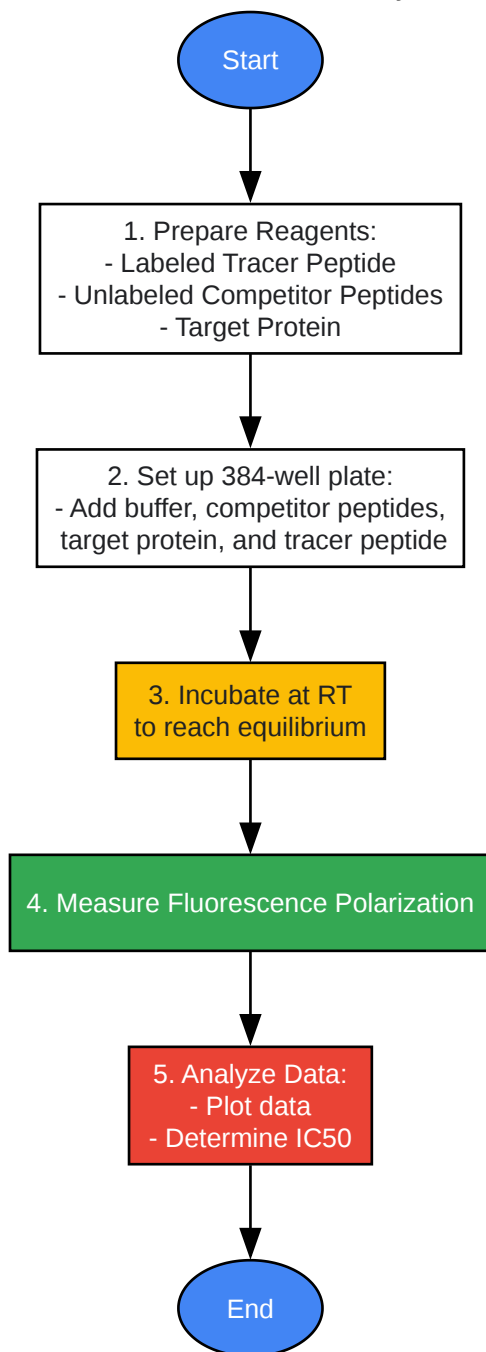 Start
1. Prepare Reagents:
- Labeled Tracer Peptide
- Unlabeled Competitor Peptides
- Target Protein
2. Set up 384-well plate:
- Add buffer, competitor peptides,
target protein, and tracer peptide
3. Incubate at RT
to reach equilibrium
4. Measure Fluorescence Polarization
5. Analyze Data:
- Plot data
- Determine IC50
End